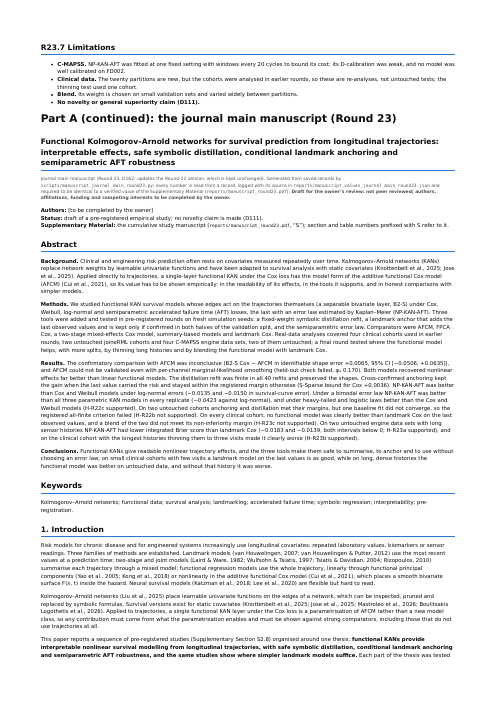 R23.7 Limitations
• C-MAPSS. NP-KAN-AFT was fitted at one fixed setting with windows every 20 cycles to bound its cost; its D-calibration was weak, and no model was
well calibrated on FD002.
• Clinical data. The twenty partitions are new, but the cohorts were analysed in earlier rounds, so these are re-analyses, not untouched tests; the
thinning test used one cohort.
• Blend. Its weight is chosen on small validation sets and varied widely between partitions.
• No novelty or general superiority claim (D111).
Part A (continued): the journal main manuscript (Round 23)
Functional Kolmogorov–Arnold networks for survival prediction from longitudinal trajectories:
interpretable effects, safe symbolic distillation, conditional landmark anchoring and
semiparametric AFT robustness
Journal main manuscript (Round 23, D162; updates the Round-22 version, which is kept unchanged). Generated from saved records by
scripts/manuscript_journal_main_round23.py; every number is read from a record, logged with its source in reports/manuscript_values_journal_main_round23.json and
required to be identical to a verified value of the Supplementary Material (reports/manuscript_round23.pdf). Draft for the owner's review: not peer reviewed; authors,
affiliations, funding and competing interests to be completed by the owner.
Authors: [to be completed by the owner]
Status: draft of a pre-registered empirical study; no novelty claim is made (D111).
Supplementary Material: the cumulative study manuscript (reports/manuscript_round23.pdf, "S"); section and table numbers prefixed with S refer to it.
Abstract
Background. Clinical and engineering risk prediction often rests on covariates measured repeatedly over time. Kolmogorov–Arnold networks (KANs)
replace network weights by learnable univariate functions and have been adapted to survival analysis with static covariates (Knottenbelt et al., 2025; Jose
et al., 2025). Applied directly to trajectories, a single-layer functional KAN under the Cox loss has the model form of the additive functional Cox model
(AFCM) (Cui et al., 2021), so its value has to be shown empirically: in the readability of its effects, in the tools it supports, and in honest comparisons with
simpler models.
Methods. We studied functional KAN survival models whose edges act on the trajectories themselves (a separable bivariate layer, B2-S) under Cox,
Weibull, log-normal and semiparametric accelerated failure time (AFT) losses, the last with an error law estimated by Kaplan–Meier (NP-KAN-AFT). Three
tools were added and tested in pre-registered rounds on fresh simulation seeds: a fixed-weight symbolic distillation refit, a landmark anchor that adds
the last observed values and is kept only if confirmed in both halves of the validation split, and the semiparametric error law. Comparators were AFCM, FPCA
Cox, a two-stage mixed-effects Cox model, summary-based models and landmark Cox. Real-data analyses covered four clinical cohorts used in earlier
rounds, two untouched joineRML cohorts and four C-MAPSS engine data sets, two of them untouched; a final round tested where the functional model
helps, with more splits, by thinning long histories and by blending the functional model with landmark Cox.
Results. The confirmatory comparison with AFCM was inconclusive (B2-S Cox − AFCM in identifiable shape error +0.0065, 95% CI [−0.0506, +0.0635]),
and AFCM could be validated even with per-channel marginal-likelihood smoothing (held-out check failed, φ₂ 0.170). Both models recovered nonlinear
effects far better than linear functional models. The distillation refit was finite in all 40 refits and preserved the shapes. Cross-confirmed anchoring kept
the gain when the last value carried the risk and stayed within the registered margin otherwise (S-Sparse bound for Cox +0.0036). NP-KAN-AFT was better
than Cox and Weibull models under log-normal errors (−0.0135 and −0.0150 in survival-curve error). Under a bimodal error law NP-KAN-AFT was better
than all three parametric KAN models in every replicate (−0.0423 against log-normal), and under heavy-tailed and logistic laws better than the Cox and
Weibull models (H-R22c supported). On two untouched cohorts anchoring and distillation met their margins, but one baseline fit did not converge, so the
registered all-finite criterion failed (H-R22b not supported). On every clinical cohort, no functional model was clearly better than landmark Cox on the last
observed values, and a blend of the two did not meet its non-inferiority margin (H-R23c not supported). On two untouched engine data sets with long
sensor histories NP-KAN-AFT had lower integrated Brier score than landmark Cox (−0.0183 and −0.0139, both intervals below 0; H-R23a supported), and
on the clinical cohort with the longest histories thinning them to three visits made it clearly worse (H-R23b supported).
Conclusions. Functional KANs give readable nonlinear trajectory effects, and the three tools make them safe to summarise, to anchor and to use without
choosing an error law; on small clinical cohorts with few visits a landmark model on the last values is as good, while on long, dense histories the
functional model was better on untouched data, and without that history it was worse.
Keywords
Kolmogorov–Arnold networks; functional data; survival analysis; landmarking; accelerated failure time; symbolic regression; interpretability; pre-
registration.
1. Introduction
Risk models for chronic disease and for engineered systems increasingly use longitudinal covariates: repeated laboratory values, biomarkers or sensor
readings. Three families of methods are established. Landmark models (van Houwelingen, 2007; van Houwelingen & Putter, 2012) use the most recent
values at a prediction time; two-stage and joint models (Laird & Ware, 1982; Wulfsohn & Tsiatis, 1997; Tsiatis & Davidian, 2004; Rizopoulos, 2010)
summarise each trajectory through a mixed model; functional regression models use the whole trajectory, linearly through functional principal
components (Yao et al., 2005; Kong et al., 2018) or nonlinearly in the additive functional Cox model (Cui et al., 2021), which places a smooth bivariate
surface F(x, t) inside the hazard. Neural survival models (Katzman et al., 2018; Lee et al., 2020) are flexible but hard to read.
Kolmogorov–Arnold networks (Liu et al., 2025) place learnable univariate functions on the edges of a network, which can be inspected, pruned and
replaced by symbolic formulas. Survival versions exist for static covariates (Knottenbelt et al., 2025; Jose et al., 2025; Mastroleo et al., 2026; Boulitsakis
Logothetis et al., 2026). Applied to trajectories, a single functional KAN layer under the Cox loss is a parametrisation of AFCM rather than a new model
class, so any contribution must come from what the parametrisation enables and must be shown against strong comparators, including those that do not
use trajectories at all.
This paper reports a sequence of pre-registered studies (Supplementary Section S2.8) organised around one thesis: functional KANs provide
interpretable nonlinear survival modelling from longitudinal trajectories, with safe symbolic distillation, conditional landmark anchoring
and semiparametric AFT robustness, and the same studies show where simpler landmark models suffice. Each part of the thesis was tested